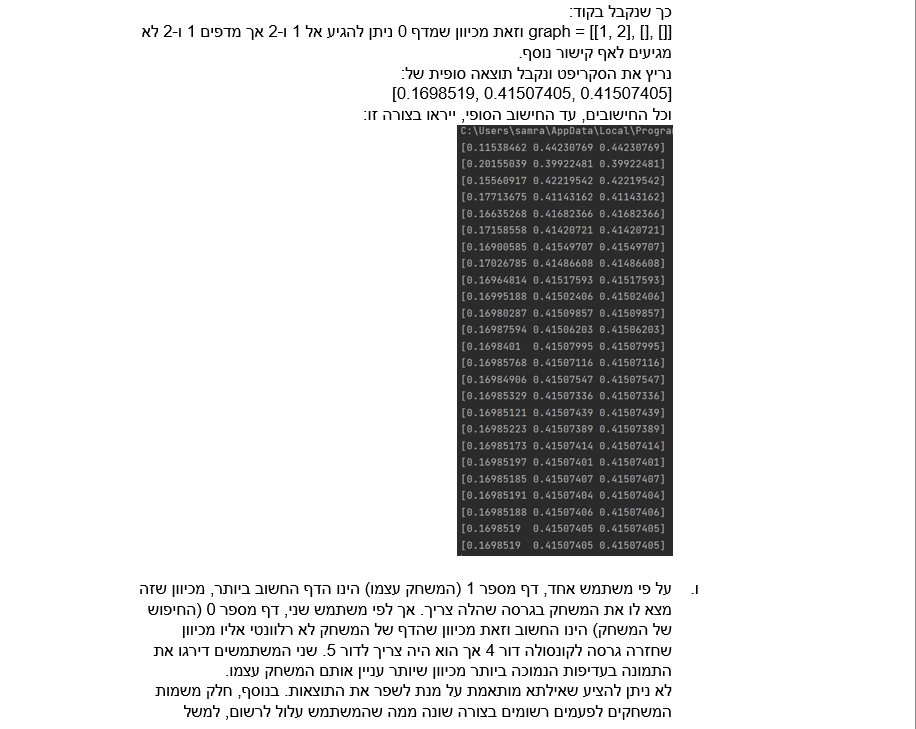 כך שנקבל בקוד:
graph = [[1, 2], [], []] וזאת מכיוון שמדף 0 ניתן להגיע אל 1 ו-2 אך מדפים 1 ו-2 לא
מגיעים לאף קישור נוסף.
נריץ את הסקריפט ונקבל תוצאה סופית של:
[0.1698519, 0.41507405, 0.41507405]
וכל החישובים, עד החישוב הסופי, ייראו בצורה זו:
C:\Users\samra\AppData\Local\Progra
[0.11538462 0.44230769 0.44230769]
[0.20155039 0.39922481 0.39922481]
[0.15560917 0.42219542 0.42219542]
[0.17713675 0.41143162 0.41143162]
[0.16635268 0.41682366 0.41682366]
[0.17158558 0.41420721 0.41420721]
[0.16900585 0.41549707 0.41549707]
[0.17026785 0.41486608 0.41486608]
[0.16964814 0.41517593 0.41517593]
[0.16995188 0.41502406 0.41502406]
[0.16980287 0.41509857 0.41509857]
[0.16987594 0.41506203 0.41506203]
[0.1698401  0.41507995 0.41507995]
[0.16985768 0.41507116 0.41507116]
[0.16984906 0.41507547 0.41507547]
[0.16985329 0.41507336 0.41507336]
[0.16985121 0.41507439 0.41507439]
[0.16985223 0.41507389 0.41507389]
[0.16985173 0.41507414 0.41507414]
[0.16985197 0.41507401 0.41507401]
[0.16985185 0.41507407 0.41507407]
[0.16985191 0.41507404 0.41507404]
[0.16985188 0.41507406 0.41507406]
[0.1698519  0.41507405 0.41507405]
[0.1698519  0.41507405 0.41507405]
ו. על פי משתמש אחד, דף מספר 1 (המשחק עצמו) הינו הדף החשוב ביותר, מכיוון שזה
מצא לו את המשחק בגרסה שהלה צריך. אך לפי משתמש שני, דף מספר 0 (החיפוש
של המשחק) הינו החשוב וזאת מכיוון שהדף של המשחק לא רלוונטי אליו מכיוון
שחזרה גרסה לקונסולה דור 4 אך הוא היה צריך לדור 5. שני המשתמשים דירגו את
התמונה בעדיפות הנמוכה ביותר מכיוון שיותר עניין אותם המשחק עצמו.
לא ניתן להציע שאילתא מותאמת על מנת לשפר את התוצאות. בנוסף, חלק משמות
המשחקים לפעמים רשומים בצורה שונה ממה שהמשתמש עלול לרשום, למשל